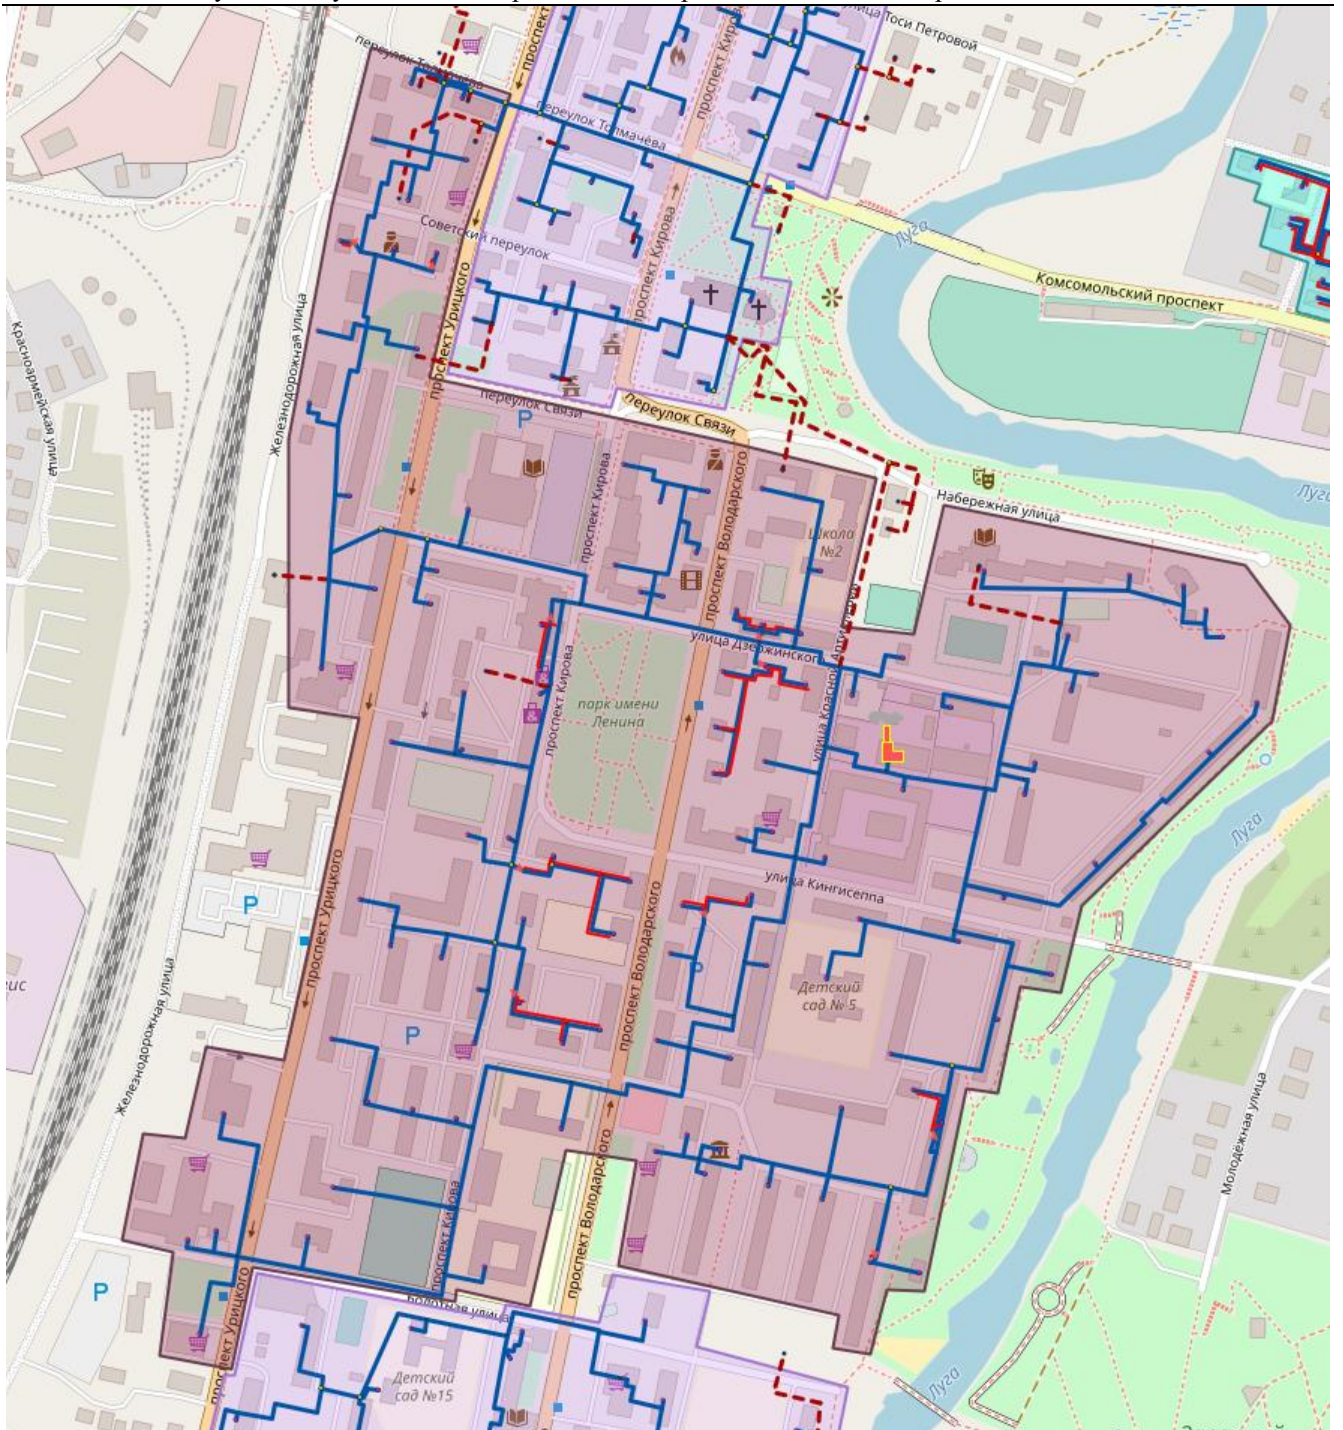 улица Тоси Петровой
переулок Толмачёва
проспект
проспект Кирова
переулок Толмачёва
Советский переулок
проспект Кирова
Луга
Комсомольский проспект
проспект Урицкого
Железнодорожная улица
Красноармейская улица
переулок Связи
переулок Связи
P
проспект Кирова
проспект Володарского
Набережная улица
Луга
Школа
№2
улица Дзержинского
улица Красной Артиллерии
парк имени
Ленина
проспект Кирова
Луга
улица Кингисеппа
проспект Урицкого
P
проспект Володарского
P
Детский
сад № 5
P
Железнодорожная улица
Молодёжная улица
проспект Кирова
проспект Володарского
P
Болотная улица
проспект Урицкого
Детский
сад №15
Луга